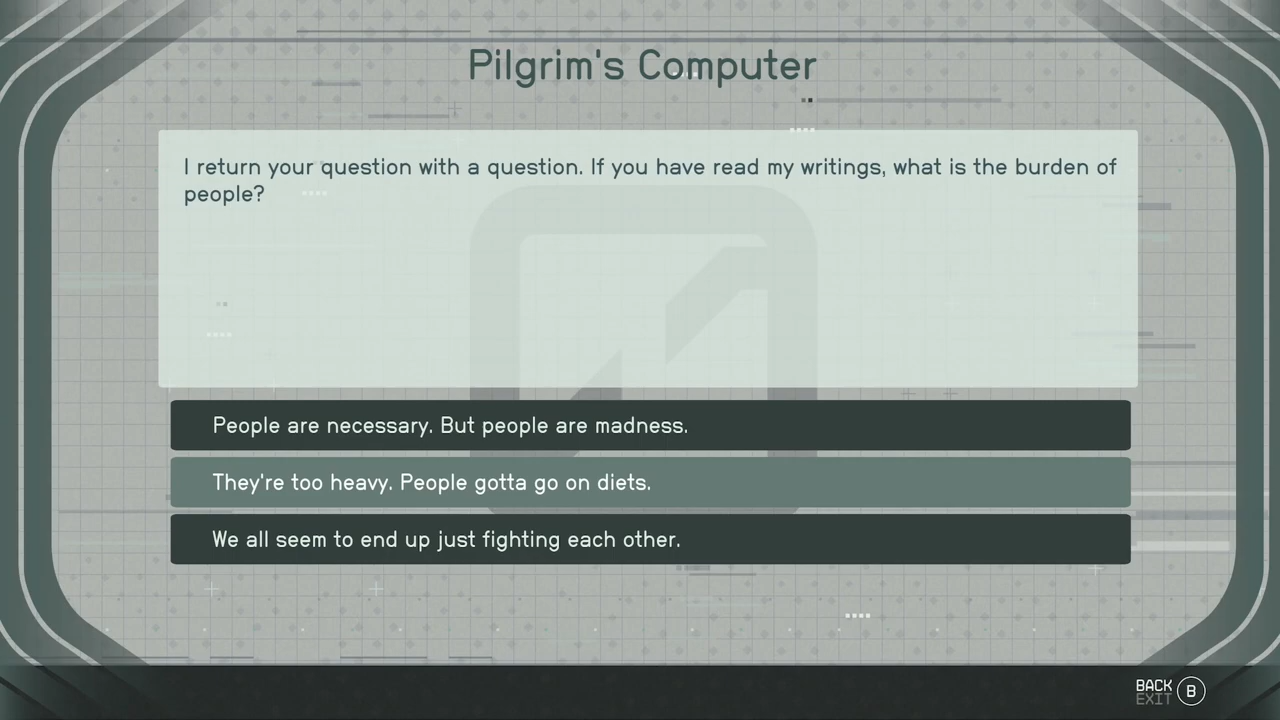 Pilgrim's Computer
I return your question with a question. If you have read my writings, what is the burden of
people?
People are necessary. But people are madness.
They're too heavy. People gotta go on diets.
We all seem to end up just fighting each other.
BACK
EXIT
B